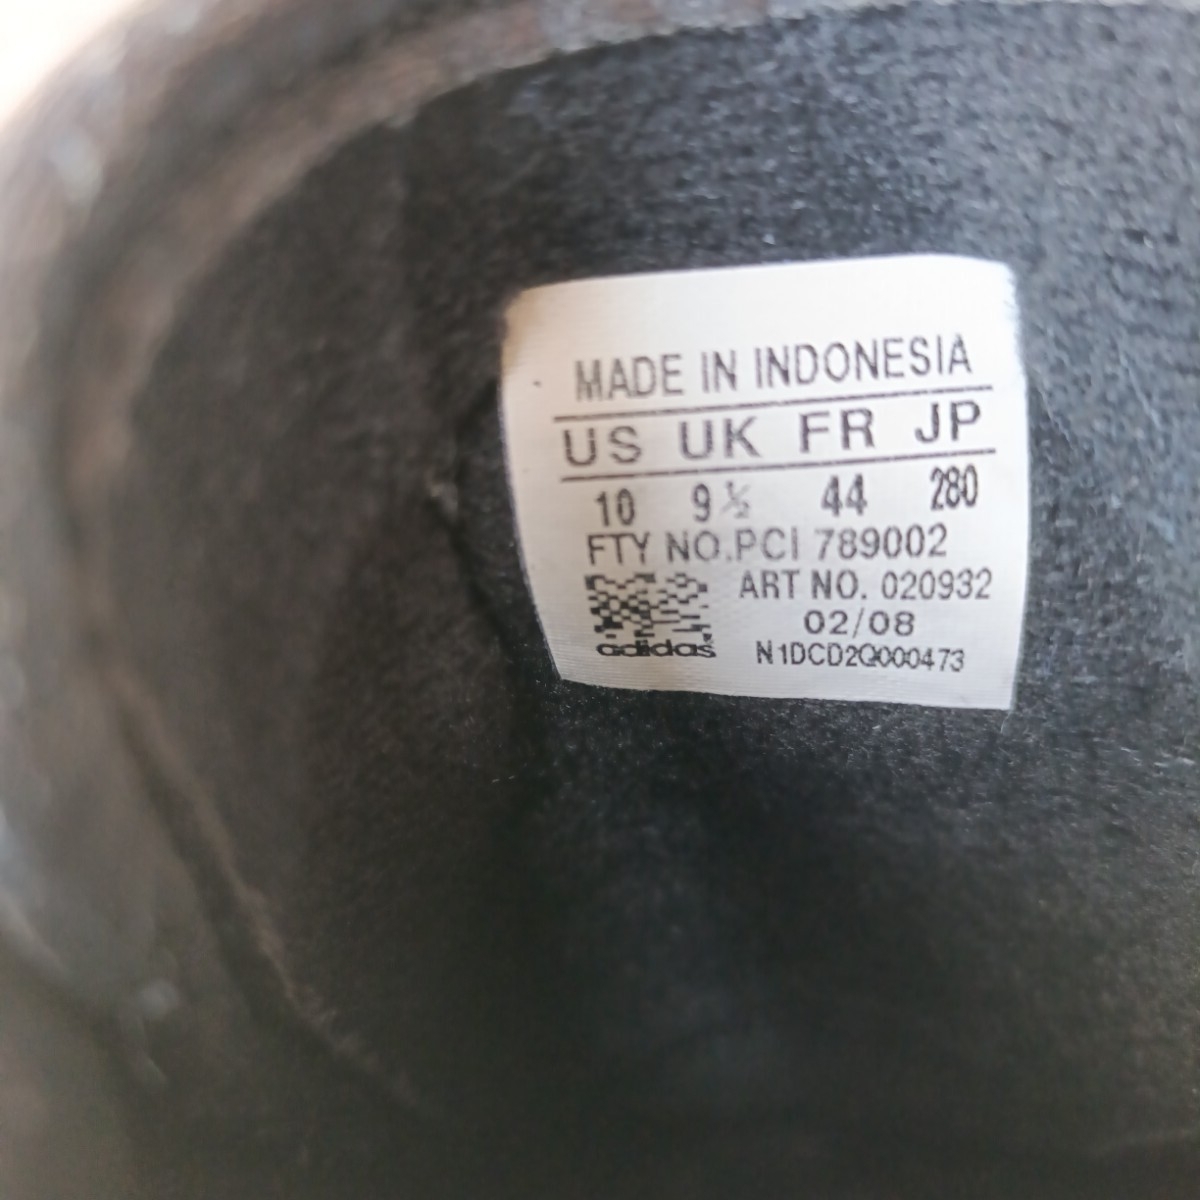 MADE IN INDONESIA
US UK FR JP
10 9½ 44 280
FTY NO.PCI 789002
ART NO. 020932
02/08
adidas N1DCD2Q000473